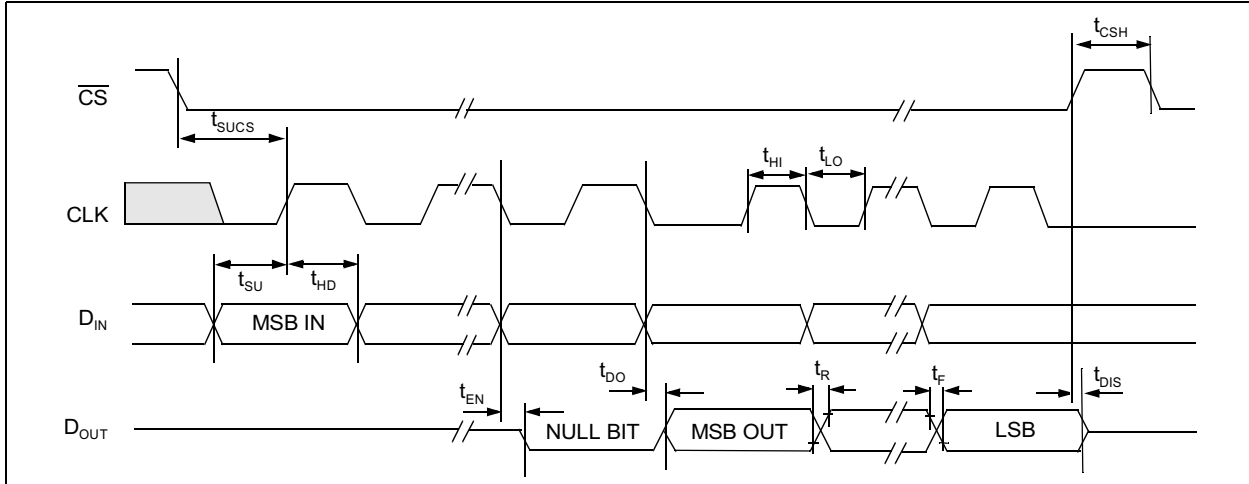 tCSH
CS
tSUCS
tHI
tLO
CLK
tSU
tHD
DIN
MSB IN
tEN
tDO
tR
tF
tDIS
DOUT
NULL BIT
MSB OUT
LSB